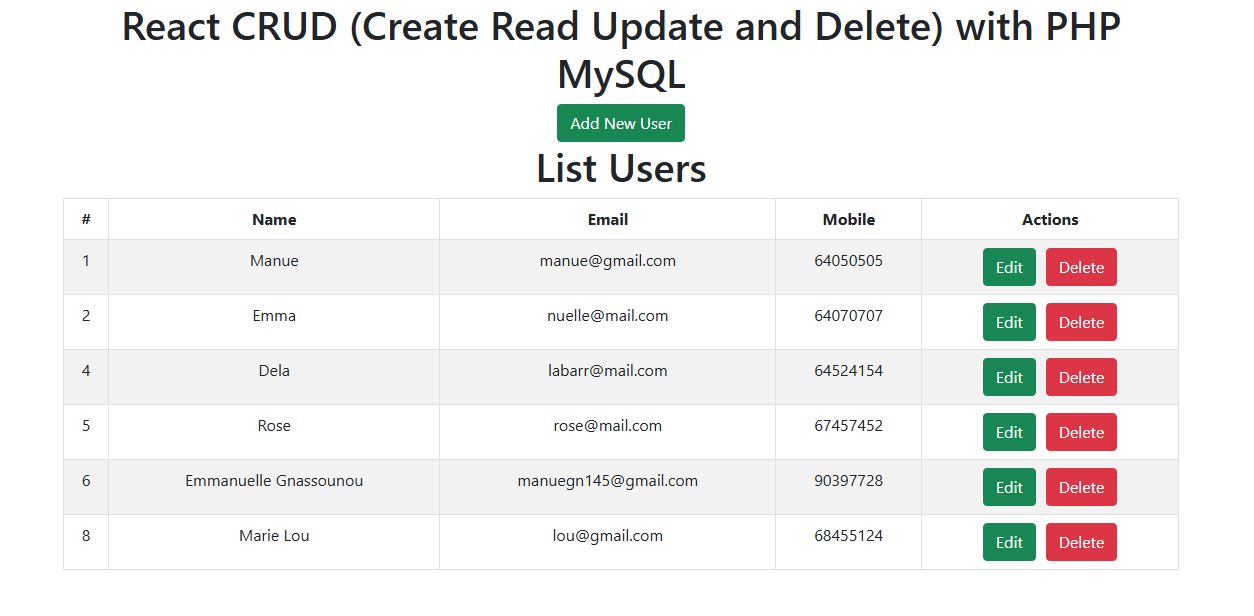 React CRUD (Create Read Update and Delete) with PHP
MySQL
Add New User
List Users
# Name Email Mobile Actions
1 Manue manue@gmail.com 64050505 Edit Delete
2 Emma nuelle@mail.com 64070707 Edit Delete
4 Dela labarr@mail.com 64524154 Edit Delete
5 Rose rose@mail.com 67457452 Edit Delete
6 Emmanuelle Gnassounou manuegn145@gmail.com 90397728 Edit Delete
8 Marie Lou lou@gmail.com 68455124 Edit Delete